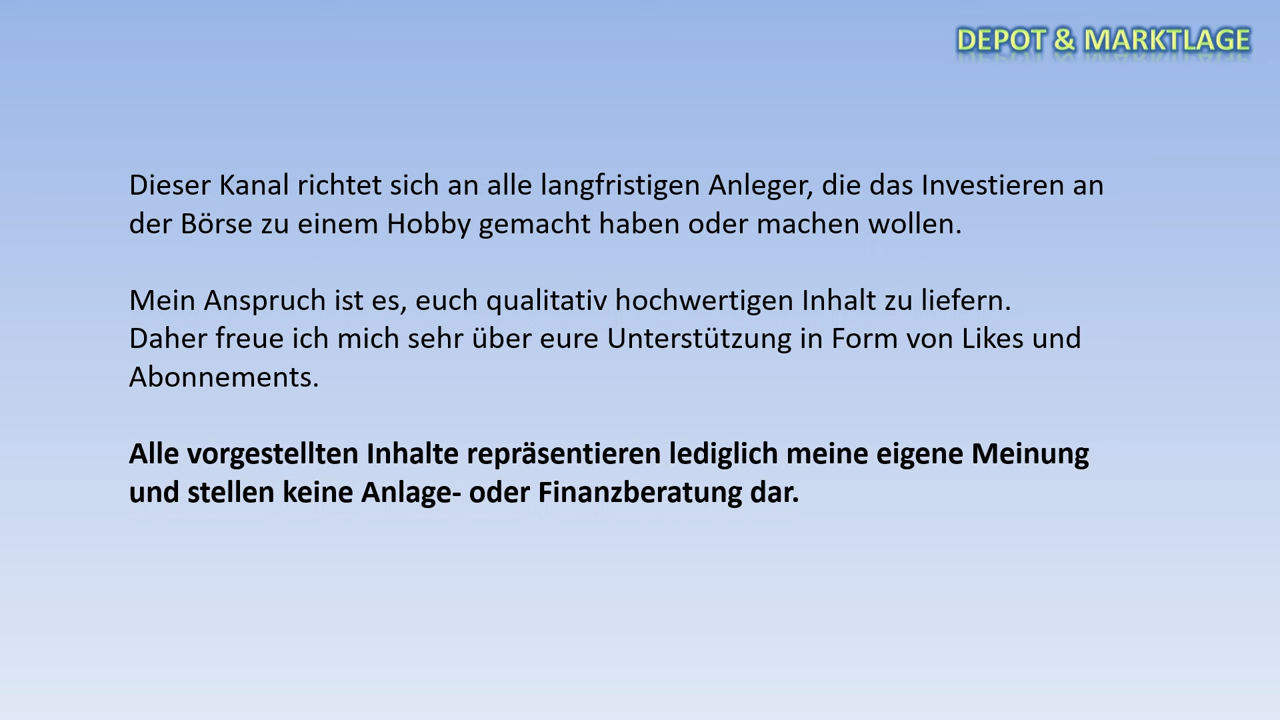 DEPOT & MARKTLAGE
Dieser Kanal richtet sich an alle langfristigen Anleger, die das Investieren an
der Börse zu einem Hobby gemacht haben oder machen wollen.
Mein Anspruch ist es, euch qualitativ hochwertigen Inhalt zu liefern.
Daher freue ich mich sehr über eure Unterstützung in Form von Likes und
Abonnements.
Alle vorgestellten Inhalte repräsentieren lediglich meine eigene Meinung
und stellen keine Anlage- oder Finanzberatung dar.